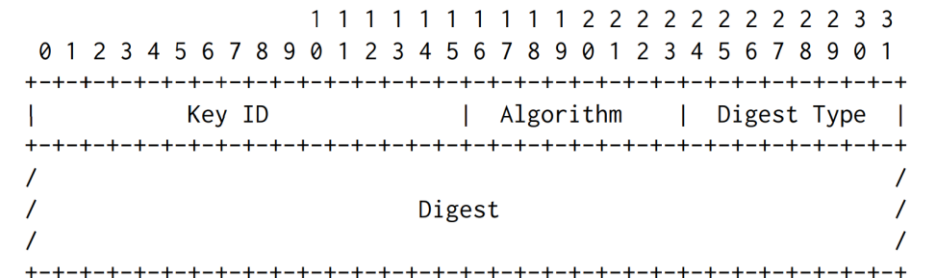 1 1 1 1 1 1 1 1 1 1 2 2 2 2 2 2 2 2 2 2 3 3
0 1 2 3 4 5 6 7 8 9 0 1 2 3 4 5 6 7 8 9 0 1 2 3 4 5 6 7 8 9 0 1
+-+-+-+-+-+-+-+-+-+-+-+-+-+-+-+-+-+-+-+-+-+-+-+-+-+-+-+-+-+-+-+-+
| Key ID | Algorithm | Digest Type |
+-+-+-+-+-+-+-+-+-+-+-+-+-+-+-+-+-+-+-+-+-+-+-+-+-+-+-+-+-+-+-+-+
/ /
/ Digest /
/ /
+-+-+-+-+-+-+-+-+-+-+-+-+-+-+-+-+-+-+-+-+-+-+-+-+-+-+-+-+-+-+-+-+